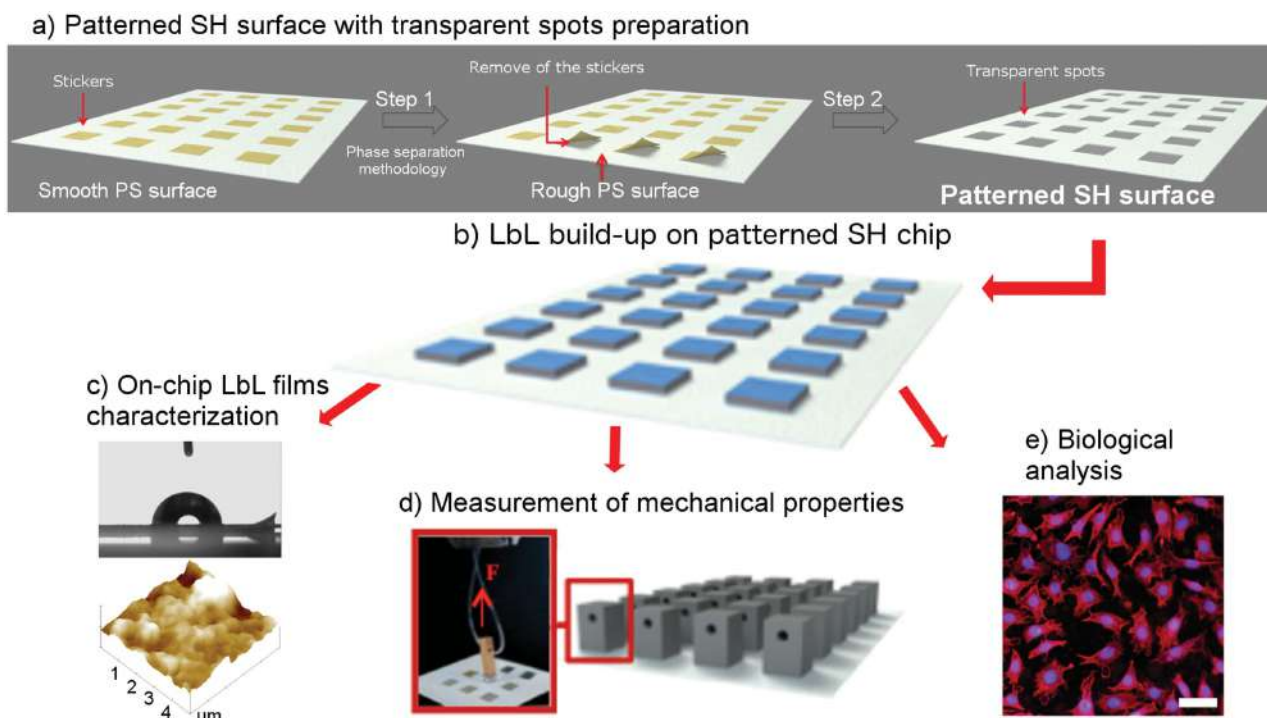 a) Patterned SH surface with transparent spots preparation
Stickers
Step 1
Phase separation
methodology
Smooth PS surface
Remove of the stickers
Rough PS surface
Step 2
Transparent spots
Patterned SH surface
b) LbL build-up on patterned SH chip
c) On-chip LbL films
characterization
1
2
3
4
μm
d) Measurement of mechanical properties
F
e) Biological
analysis